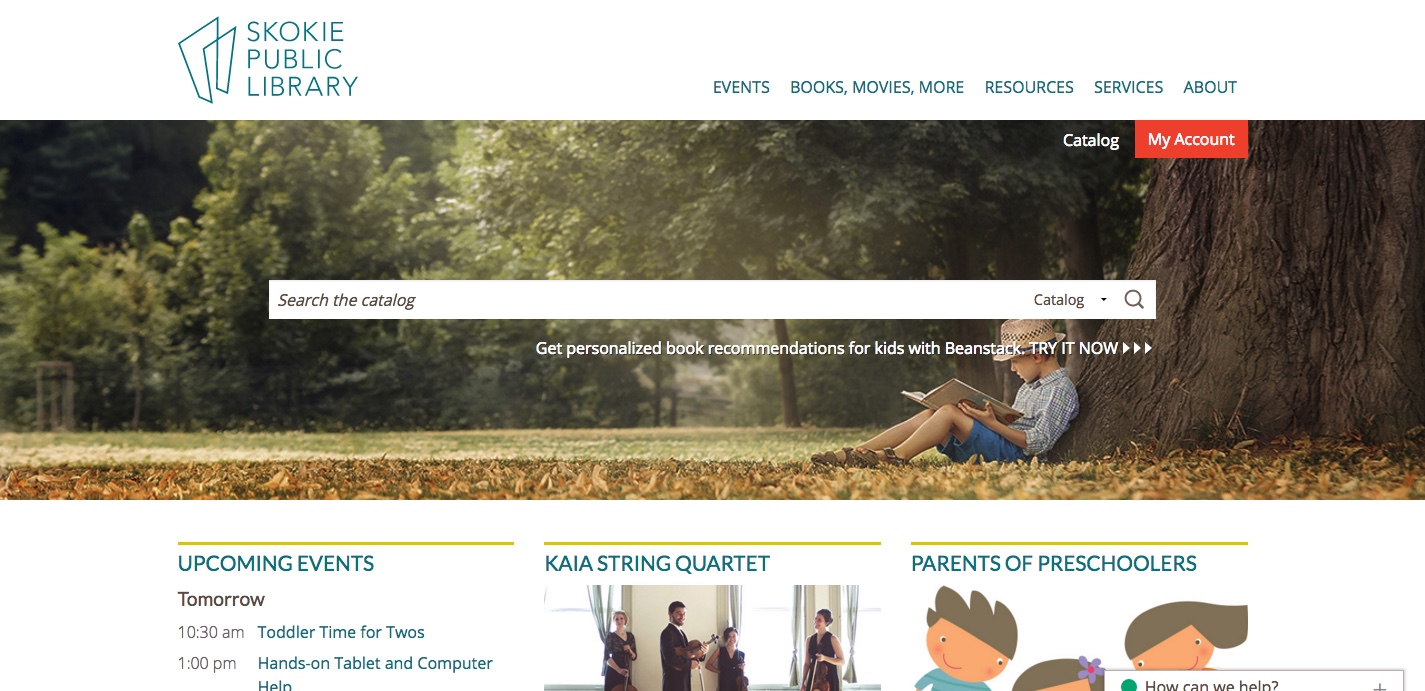 SKOKIE
PUBLIC
LIBRARY
EVENTS BOOKS, MOVIES, MORE RESOURCES SERVICES ABOUT
Catalog My Account
Search the catalog Catalog
Get personalized book recommendations for kids with Beanstack. TRY IT NOW
UPCOMING EVENTS
Tomorrow
10:30 am Toddler Time for Twos
1:00 pm Hands-on Tablet and Computer
Help
KAIA STRING QUARTET
PARENTS OF PRESCHOOLERS
How can we help?